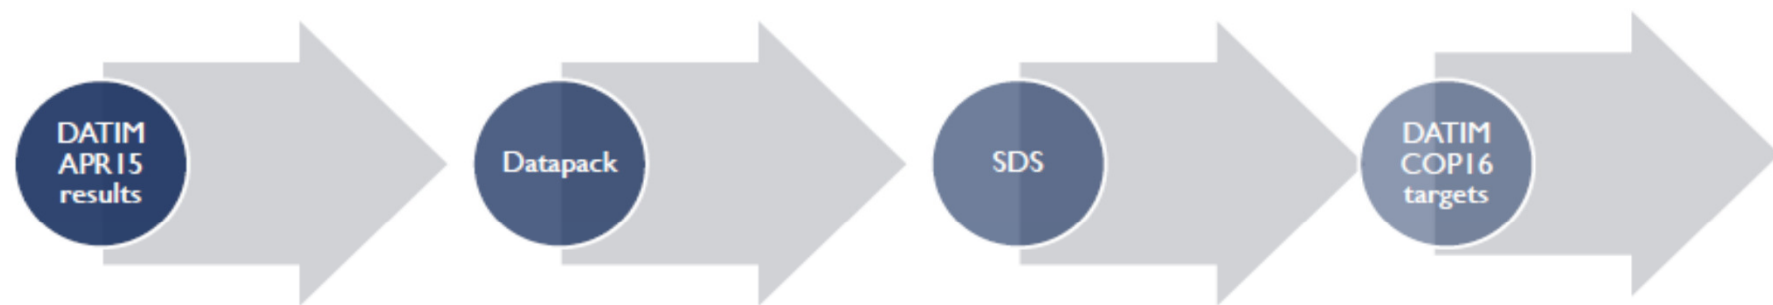 DATIM
APR15
results
Datapack
SDS
DATIM
COP16
targets